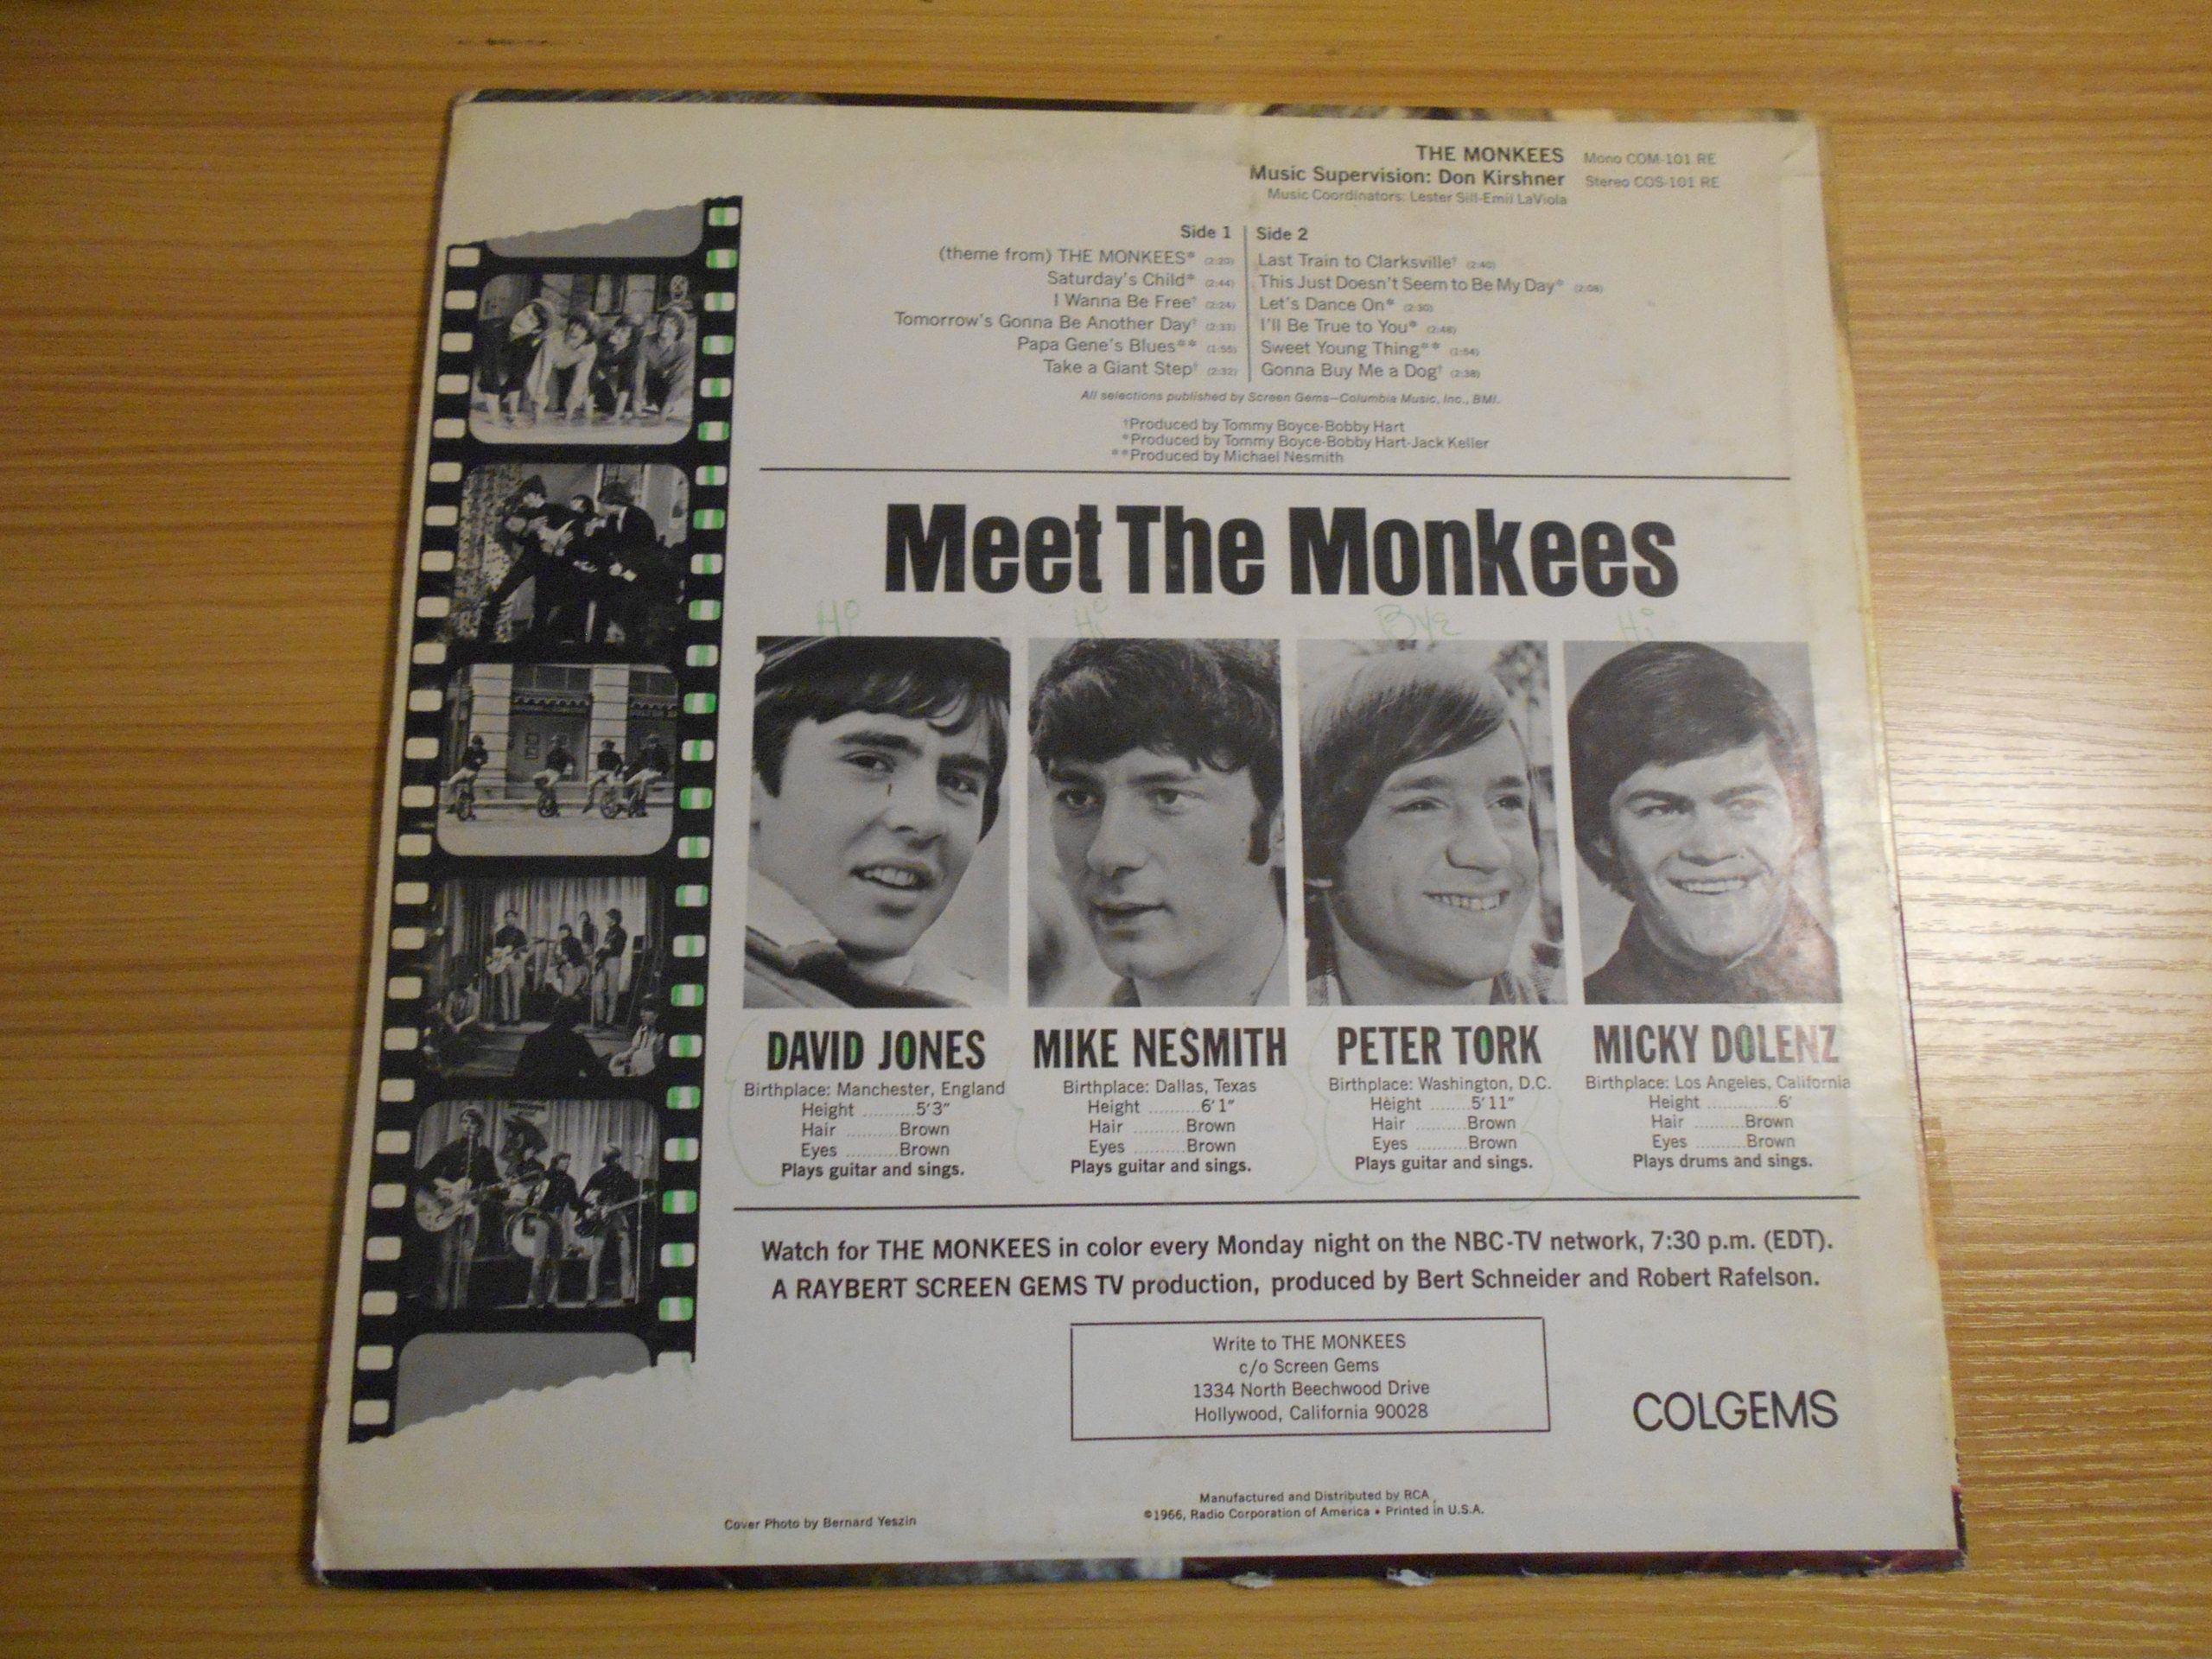 THE MONKEES Mono COM-101 RE
Music Supervision: Don Kirshner Stereo COS-101 RE
Music Coordinators: Lester Sill-Emil LaViola
Side 1
(theme from) THE MONKEES* (2:20)
Saturday's Child* (2:44)
I Wanna Be Free† (2:24)
Tomorrow's Gonna Be Another Day† (2:33)
Papa Gene's Blues** (1:55)
Take a Giant Step† (2:32)
Side 2
Last Train to Clarksville† (2:40)
This Just Doesn't Seem to Be My Day* (2:08)
Let's Dance On* (2:30)
I'll Be True to You* (2:46)
Sweet Young Thing** (1:54)
Gonna Buy Me a Dog† (2:38)
All selections published by Screen Gems—Columbia Music, Inc., BMI.
†Produced by Tommy Boyce-Bobby Hart
*Produced by Tommy Boyce-Bobby Hart-Jack Keller
**Produced by Michael Nesmith
Meet The Monkees
Hi Hi Bye Hi
DAVID JONES
Birthplace: Manchester, England
Height ..........5'3"
Hair ..........Brown
Eyes ..........Brown
Plays guitar and sings.
MIKE NESMITH
Birthplace: Dallas, Texas
Height ..........6'1"
Hair ..........Brown
Eyes ..........Brown
Plays guitar and sings.
PETER TORK
Birthplace: Washington, D.C.
Height ........5'11"
Hair ..........Brown
Eyes ..........Brown
Plays guitar and sings.
MICKY DOLENZ
Birthplace: Los Angeles, California
Height ..............6'
Hair ..........Brown
Eyes ..........Brown
Plays drums and sings.
Watch for THE MONKEES in color every Monday night on the NBC-TV network, 7:30 p.m. (EDT).
A RAYBERT SCREEN GEMS TV production, produced by Bert Schneider and Robert Rafelson.
Write to THE MONKEES
c/o Screen Gems
1334 North Beechwood Drive
Hollywood, California 90028
COLGEMS
Manufactured and Distributed by RCA
©1966, Radio Corporation of America • Printed in U.S.A.
Cover Photo by Bernard Yeszin